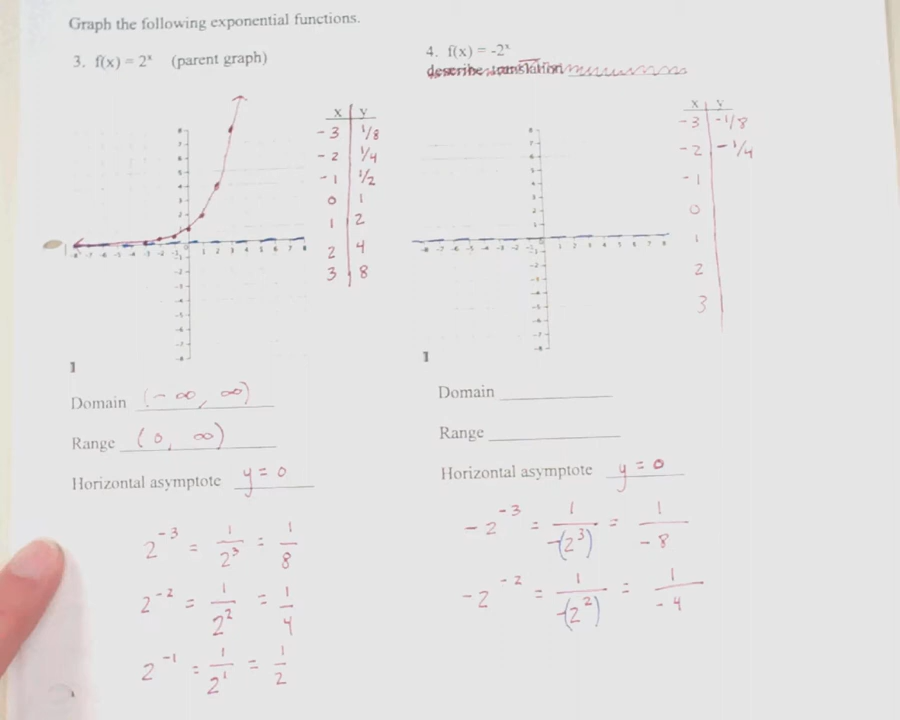 Graph the following exponential functions.
3. f(x) = 2ˣ (parent graph)
x y
-3 1/8
-2 1/4
-1 1/2
0 1
1 2
2 4
3 8
Domain (-∞, ∞)
Range (0, ∞)
Horizontal asymptote y = 0
2⁻³ = 1/2³ = 1/8
2⁻² = 1/2² = 1/4
2⁻¹ = 1/2¹ = 1/2
4. f(x) = -2ˣ
describe translation
x y
-3 -1/8
-2 -1/4
-1
0
1
2
3
Domain
Range
Horizontal asymptote y = 0
-2⁻³ = 1/-(2³) = 1/-8
-2⁻² = 1/-(2²) = 1/-4